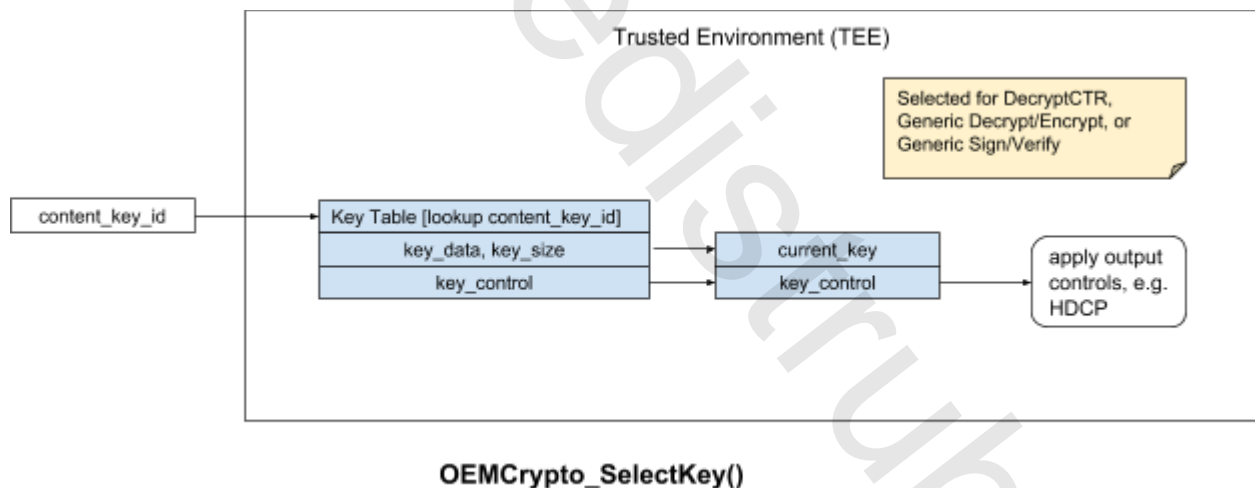 Trusted Environment (TEE)
Selected for DecryptCTR,
Generic Decrypt/Encrypt, or
Generic Sign/Verify
content_key_id
Key Table [lookup content_key_id]
key_data, key_size
key_control
current_key
key_control
apply output
controls, e.g.
HDCP
OEMCrypto_SelectKey()